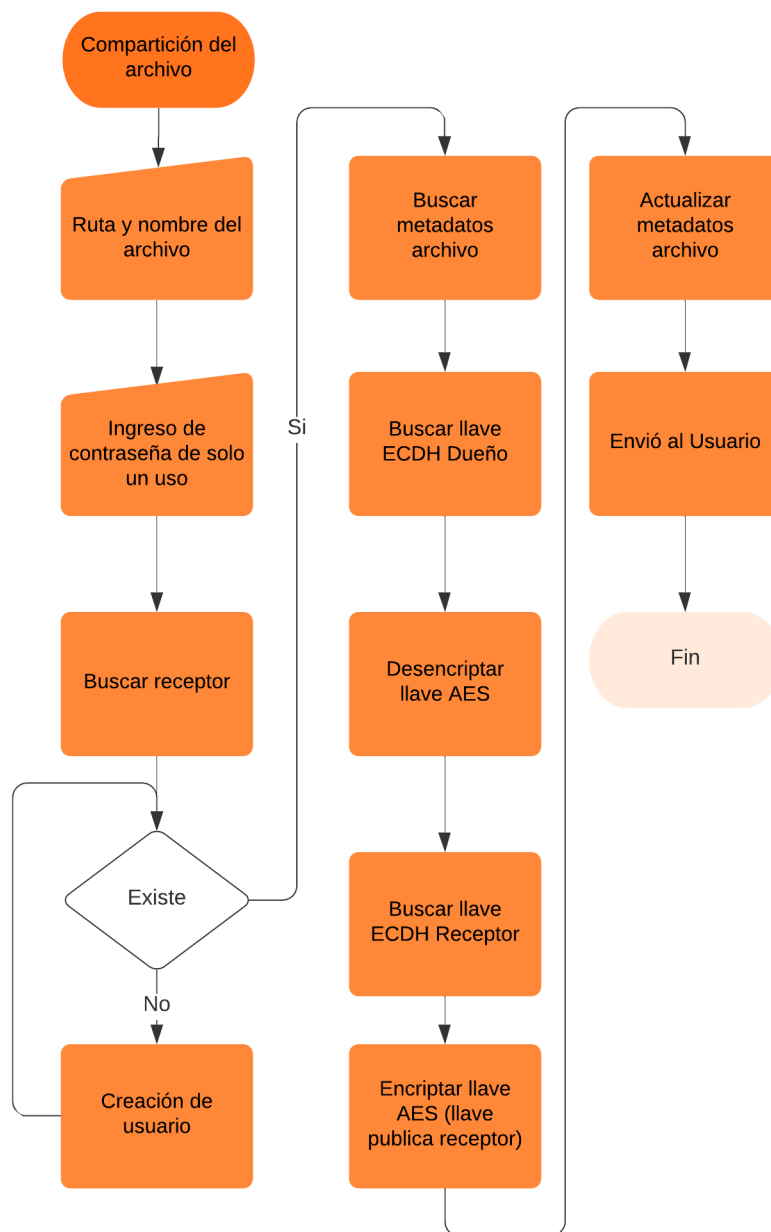 Compartición del
archivo
Ruta y nombre del
archivo
Ingreso de
contraseña de solo
un uso
Buscar receptor
Existe
No
Creación de
usuario
Si
Buscar
metadatos
archivo
Buscar llave
ECDH Dueño
Desencriptar
llave AES
Buscar llave
ECDH Receptor
Encriptar llave
AES (llave
publica receptor)
Actualizar
metadatos
archivo
Envió al Usuario
Fin